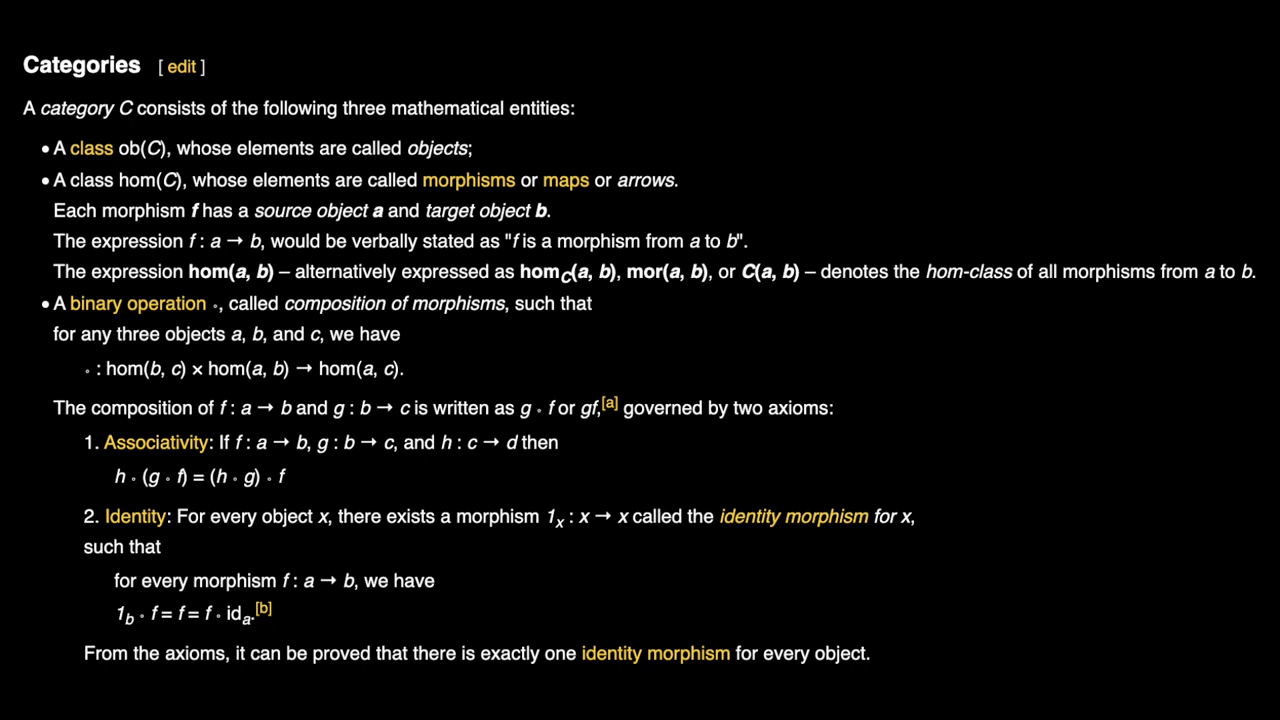 Categories [ edit ]
A category C consists of the following three mathematical entities:
• A class ob(C), whose elements are called objects;
• A class hom(C), whose elements are called morphisms or maps or arrows.
Each morphism f has a source object a and target object b.
The expression f : a → b, would be verbally stated as "f is a morphism from a to b".
The expression hom(a, b) – alternatively expressed as hom_C(a, b), mor(a, b), or C(a, b) – denotes the hom-class of all morphisms from a to b.
• A binary operation ∘, called composition of morphisms, such that
for any three objects a, b, and c, we have
∘ : hom(b, c) × hom(a, b) → hom(a, c).
The composition of f : a → b and g : b → c is written as g ∘ f or gf,[a] governed by two axioms:
1. Associativity: If f : a → b, g : b → c, and h : c → d then
h ∘ (g ∘ f) = (h ∘ g) ∘ f
2. Identity: For every object x, there exists a morphism 1_x : x → x called the identity morphism for x,
such that
for every morphism f : a → b, we have
1_b ∘ f = f = f ∘ id_a.[b]
From the axioms, it can be proved that there is exactly one identity morphism for every object.